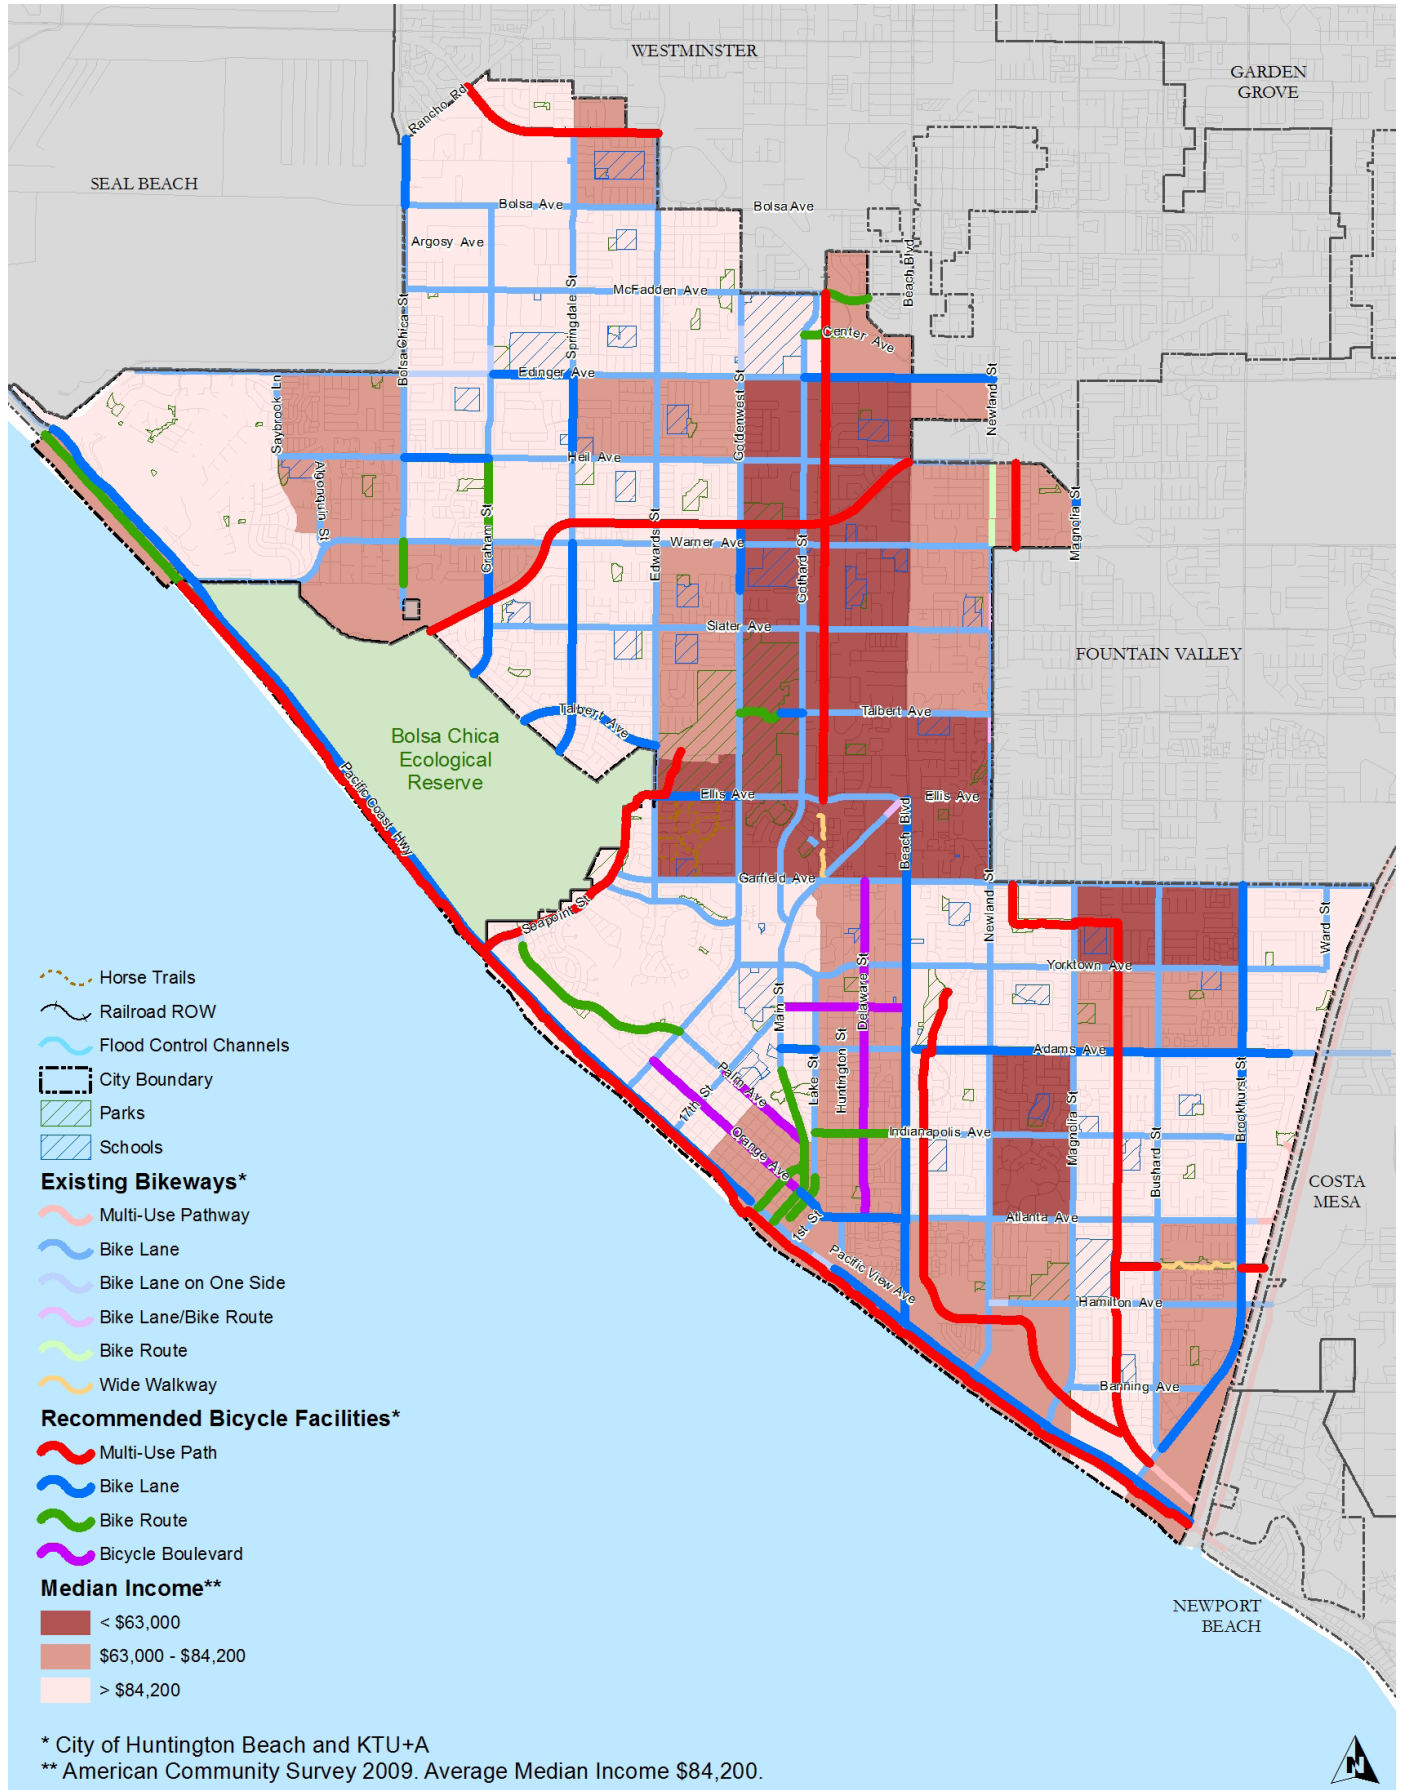 WESTMINSTER
GARDEN
GROVE
SEAL BEACH
Rancho Rd
Bolsa Ave
Bolsa Ave
Argosy Ave
Beach Blvd
McFadden Ave
Springdale St
Bolsa Chica St
Center Ave
Edinger Ave
Saybrook Ln
Goldenwest St
Newland St
Heil Ave
Algonquin St
Graham St
Edwards St
Warner Ave
Gothard St
Magnolia St
Slater Ave
FOUNTAIN VALLEY
Talbert Ave
Talbert Ave
Bolsa Chica
Ecological
Reserve
Pacific Coast Hwy
Ellis Ave
Ellis Ave
Beach Blvd
Garfield Ave
Newland St
Seapoint St
Ward St
Yorktown Ave
Main St
Delaware St
Huntington St
Lake St
Adams Ave
Palm Ave
17th St
Orange Ave
Indianapolis Ave
Magnolia St
Bushard St
Brookhurst St
COSTA
MESA
Atlanta Ave
1st St
Pacific View Ave
Hamilton Ave
Banning Ave
NEWPORT
BEACH
Horse Trails
Railroad ROW
Flood Control Channels
City Boundary
Parks
Schools
Existing Bikeways*
Multi-Use Pathway
Bike Lane
Bike Lane on One Side
Bike Lane/Bike Route
Bike Route
Wide Walkway
Recommended Bicycle Facilities*
Multi-Use Path
Bike Lane
Bike Route
Bicycle Boulevard
Median Income**
< $63,000
$63,000 - $84,200
> $84,200
* City of Huntington Beach and KTU+A
** American Community Survey 2009. Average Median Income $84,200.
N